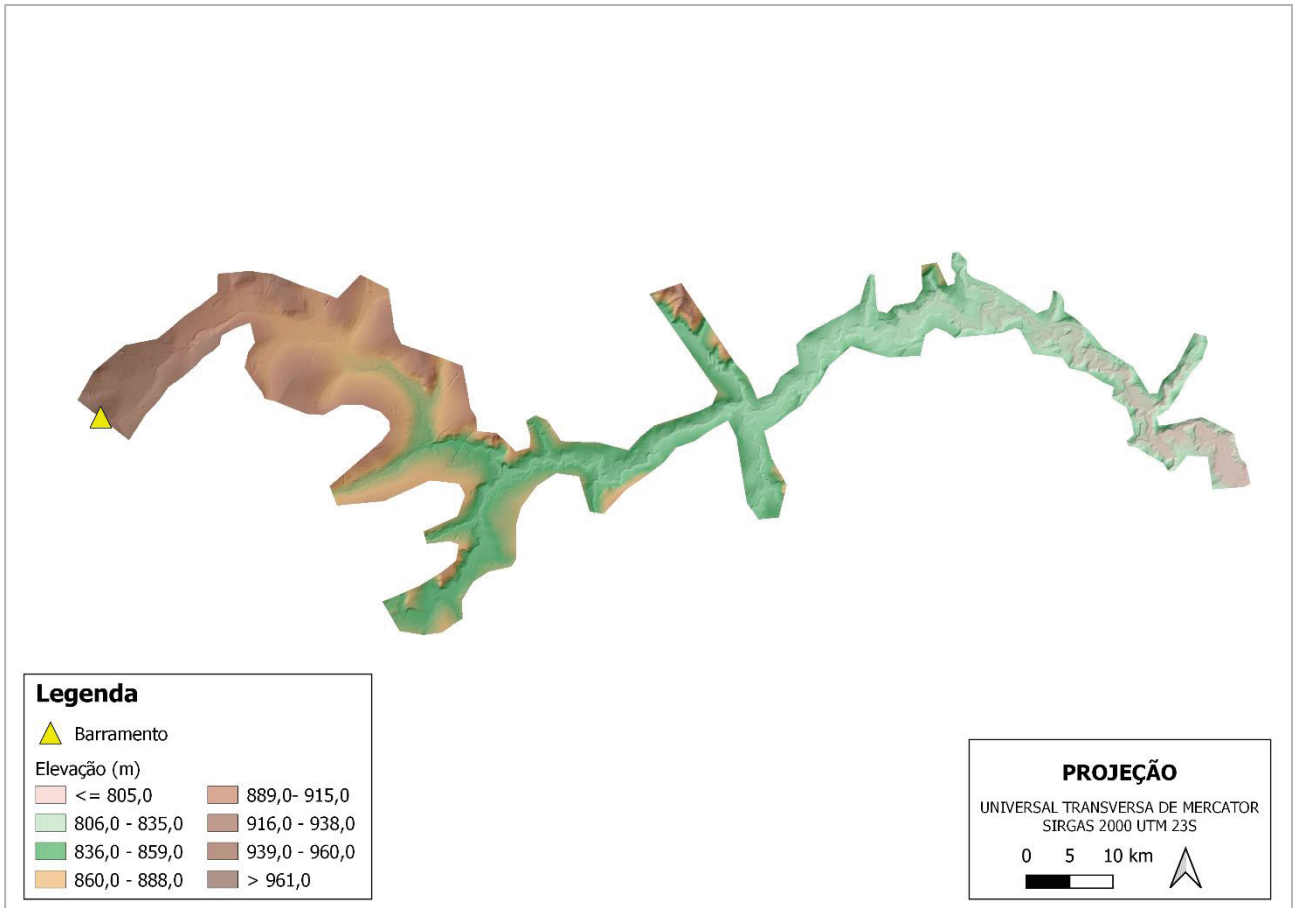 Legenda
Barramento
Elevação (m)
<= 805,0
806,0 - 835,0
836,0 - 859,0
860,0 - 888,0
889,0- 915,0
916,0 - 938,0
939,0 - 960,0
> 961,0
PROJEÇÃO
UNIVERSAL TRANSVERSA DE MERCATOR
SIRGAS 2000 UTM 23S
0 5 10 km